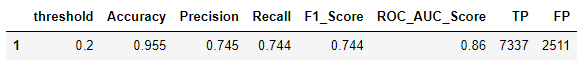 threshold Accuracy Precision Recall F1_Score ROC_AUC_Score TP FP
1 0.2 0.955 0.745 0.744 0.744 0.86 7337 2511